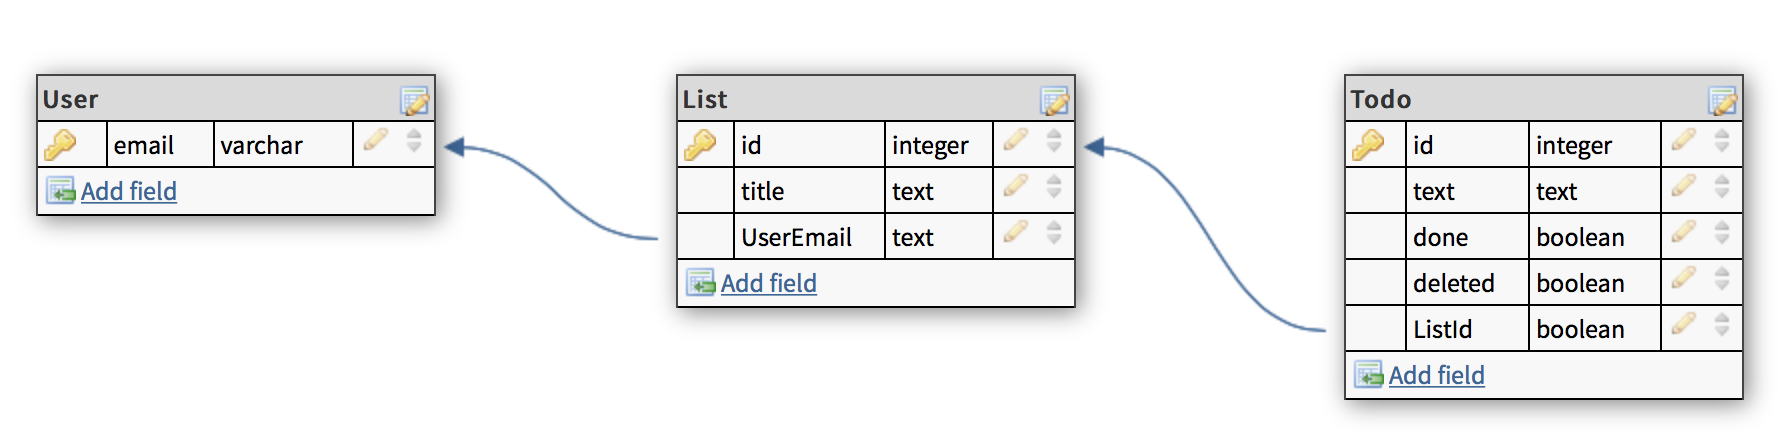 User
email varchar
Add field
List
id integer
title text
UserEmail text
Add field
Todo
id integer
text text
done boolean
deleted boolean
ListId boolean
Add field